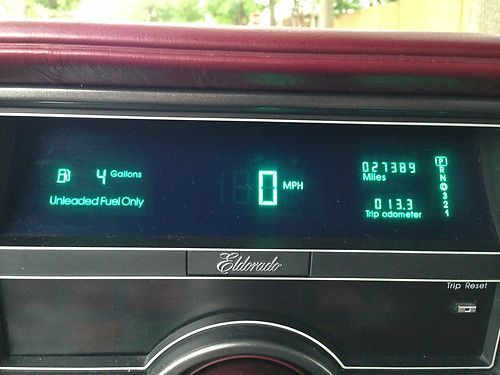 4 Gallons
Unleaded Fuel Only
0 MPH
027389
Miles
013.3
Trip odometer
P
R
N
D
3
2
1
Eldorado
Trip Reset